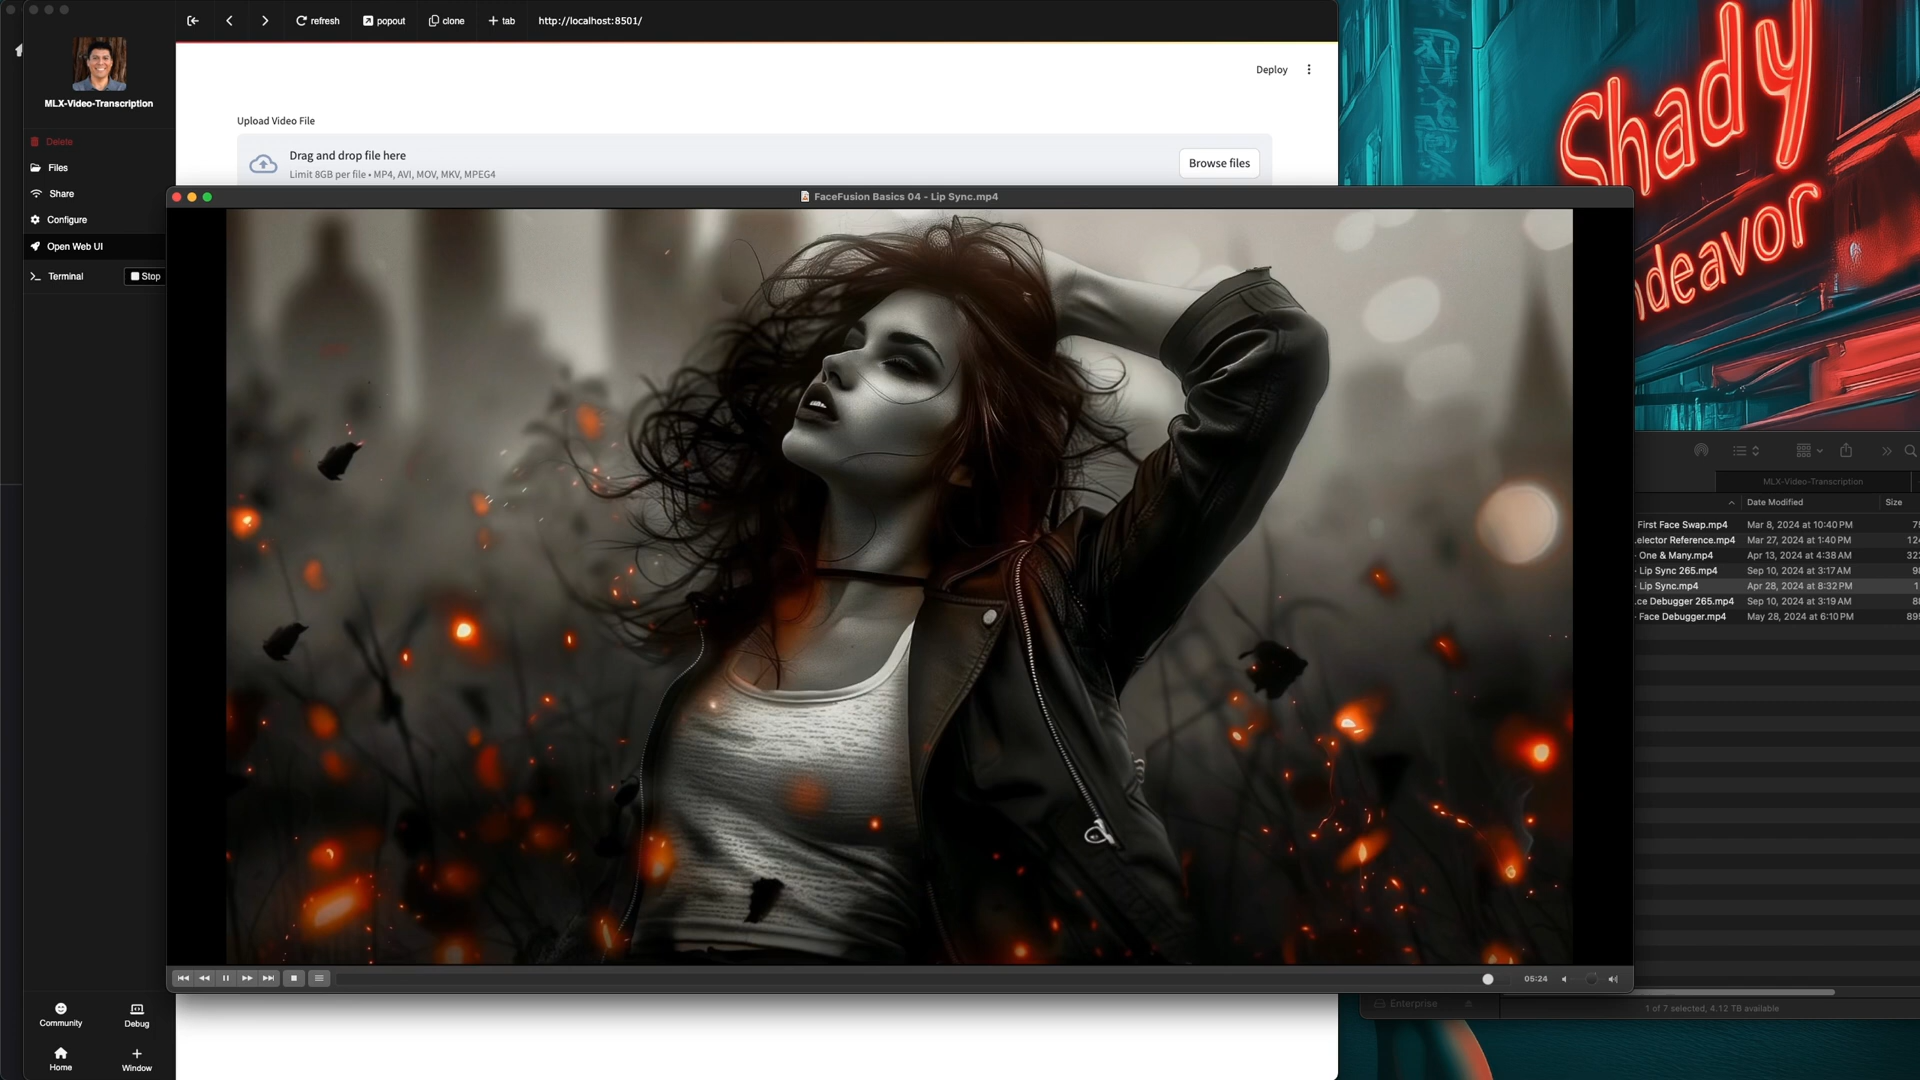 refresh
popout
clone
tab
http://localhost:8501/
MLX-Video-Transcription
Delete
Files
Share
Configure
Open Web UI
Terminal
Stop
Community
Debug
Home
Window
Deploy
Upload Video File
Drag and drop file here
Limit 8GB per file • MP4, AVI, MOV, MKV, MPEG4
Browse files
FaceFusion Basics 04 - Lip Sync.mp4
05:24
Shady
ndeavor
MLX-Video-Transcription
Date Modified
Size
First Face Swap.mp4 Mar 8, 2024 at 10:40 PM
elector Reference.mp4 Mar 27, 2024 at 1:40 PM
One & Many.mp4 Apr 13, 2024 at 4:38 AM
Lip Sync 265.mp4 Sep 10, 2024 at 3:17 AM
Lip Sync.mp4 Apr 28, 2024 at 8:32 PM
ce Debugger 265.mp4 Sep 10, 2024 at 3:19 AM
Face Debugger.mp4 May 28, 2024 at 6:10 PM
Enterprise
1 of 7 selected, 4.12 TB available